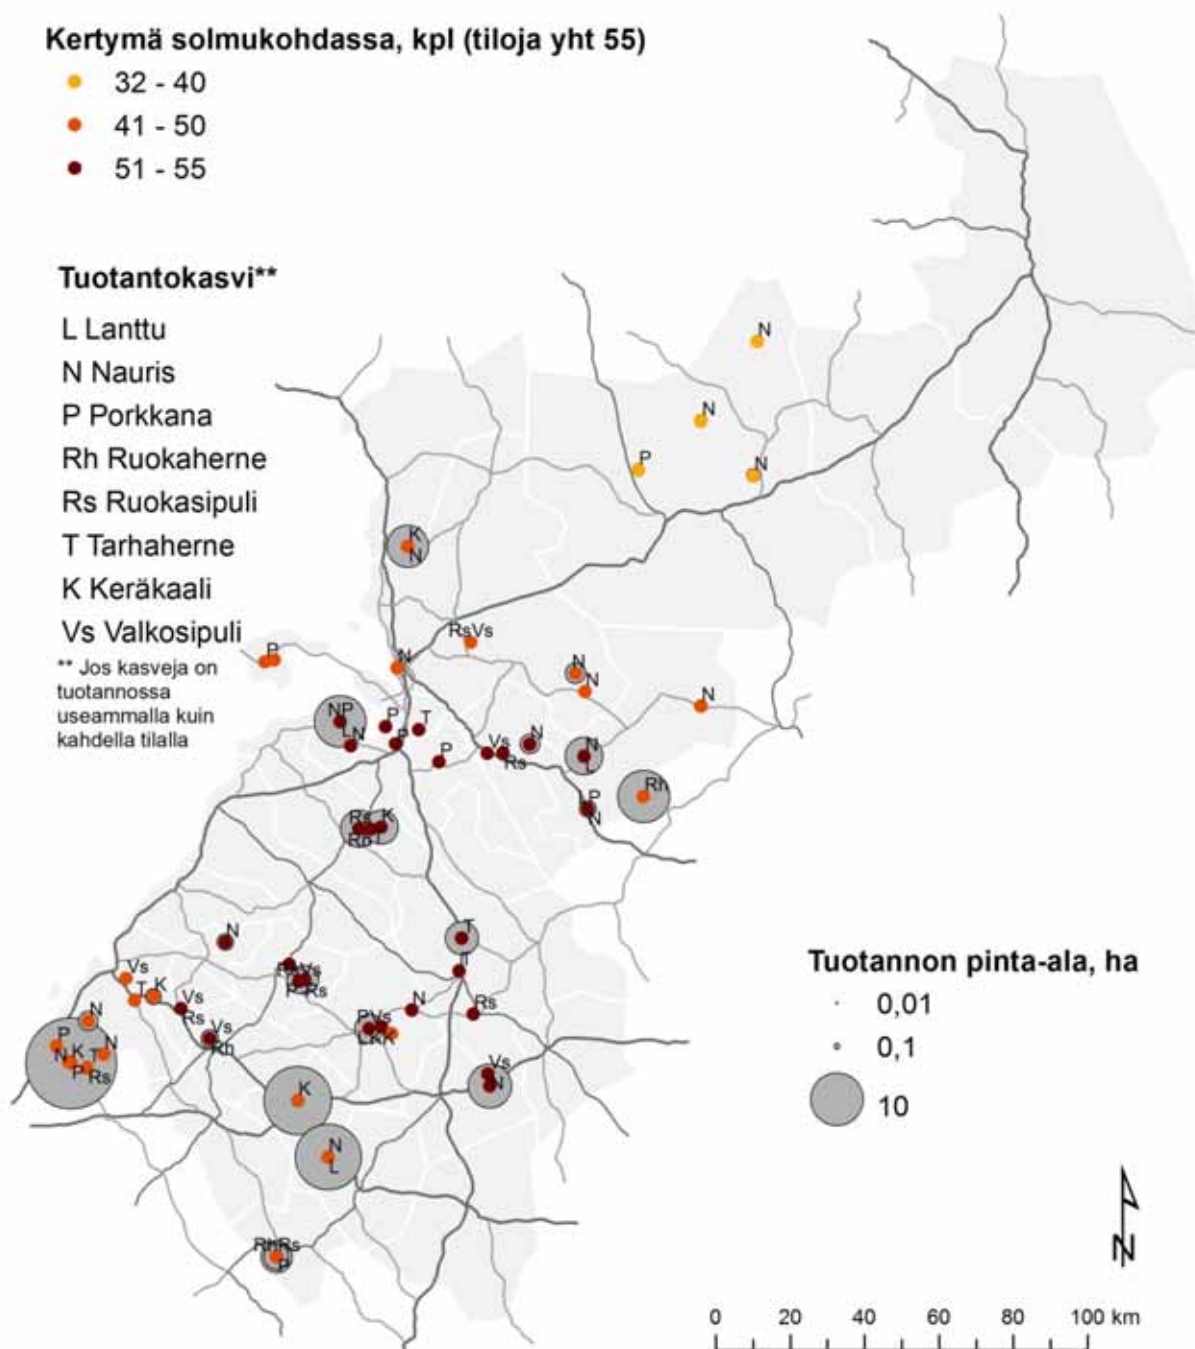 Kertymä solmukohdassa, kpl (tiloja yht 55)
32 - 40
41 - 50
51 - 55
Tuotantokasvi**
L Lanttu
N Nauris
P Porkkana
Rh Ruokaherne
Rs Ruokasipuli
T Tarhaherne
K Keräkaali
Vs Valkosipuli
** Jos kasveja on
tuotannossa
useammalla kuin
kahdella tilalla
N
N
P
N
K
N
RsVs
P
N
N
N
N
NP
LN
P
T
P
P
Vs
Rs
N
N
L
Rh
P
N
Rs
K
T
N
Vs
P
Rs
Vs
T
K
Vs
Rs
N
Rs
Vs
Rh
N
P
N
K
T
N
P
Rs
PVs
Vs
N
K
N
L
RhRs
P
Tuotannon pinta-ala, ha
0,01
0,1
10
N
0
20
40
60
80
100 km